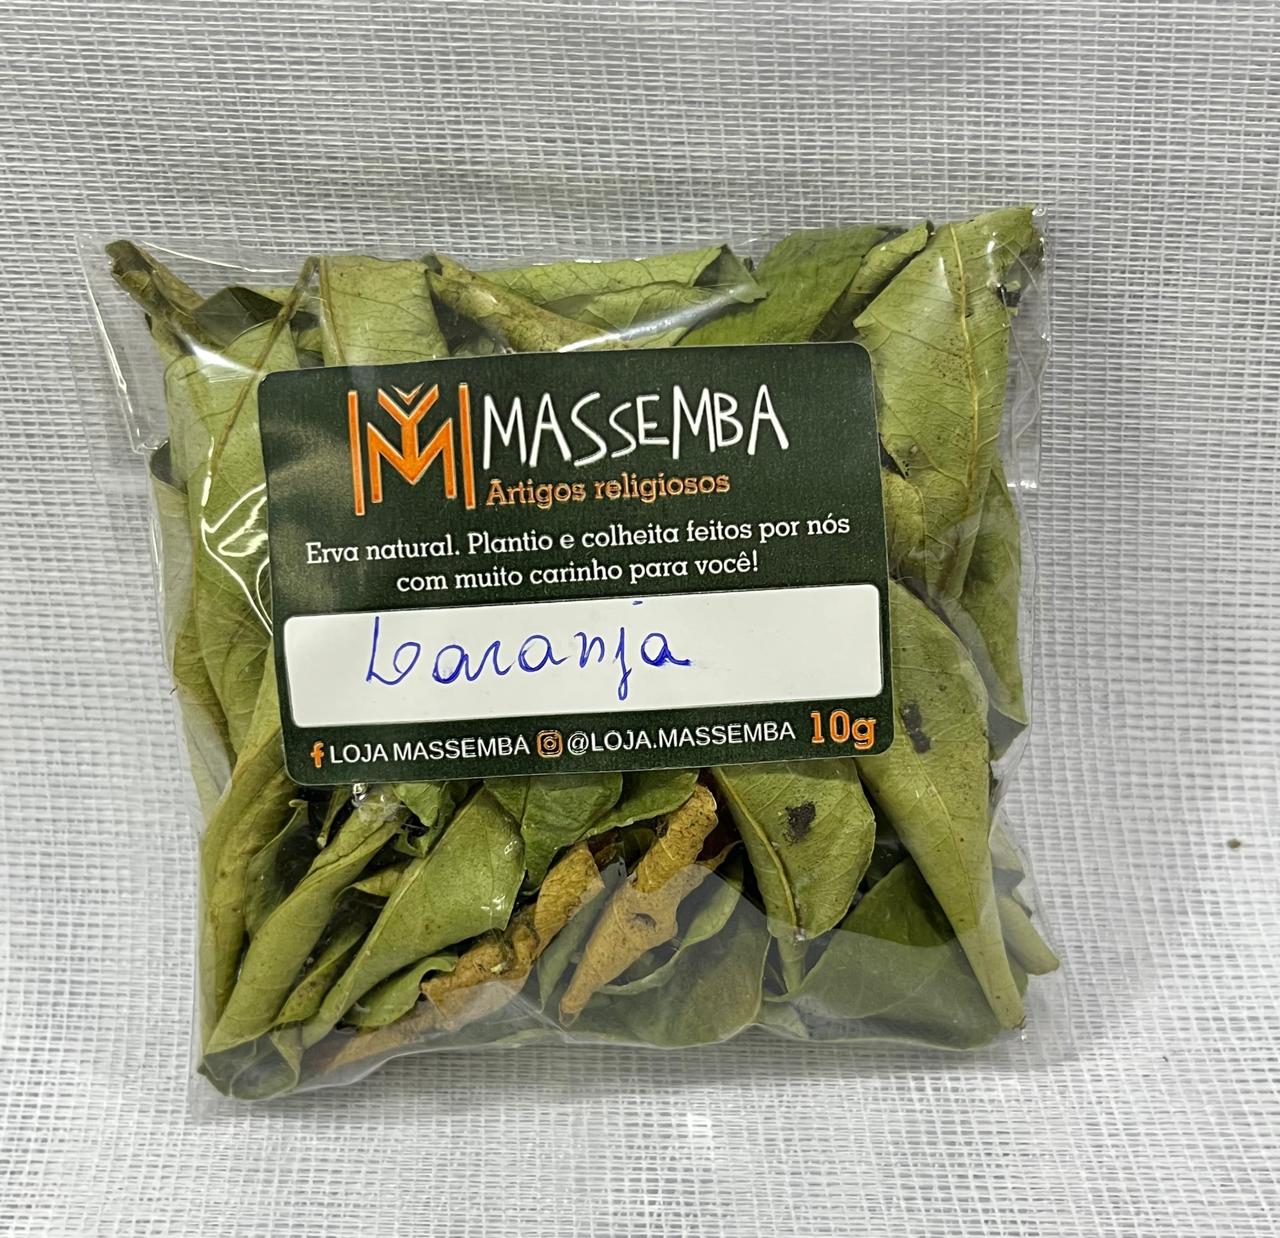 MASSEMBA
Artigos religiosos
Erva natural. Plantio e colheita feitos por nós
com muito carinho para você!
Laranja
LOJA MASSEMBA @LOJA.MASSEMBA 10g